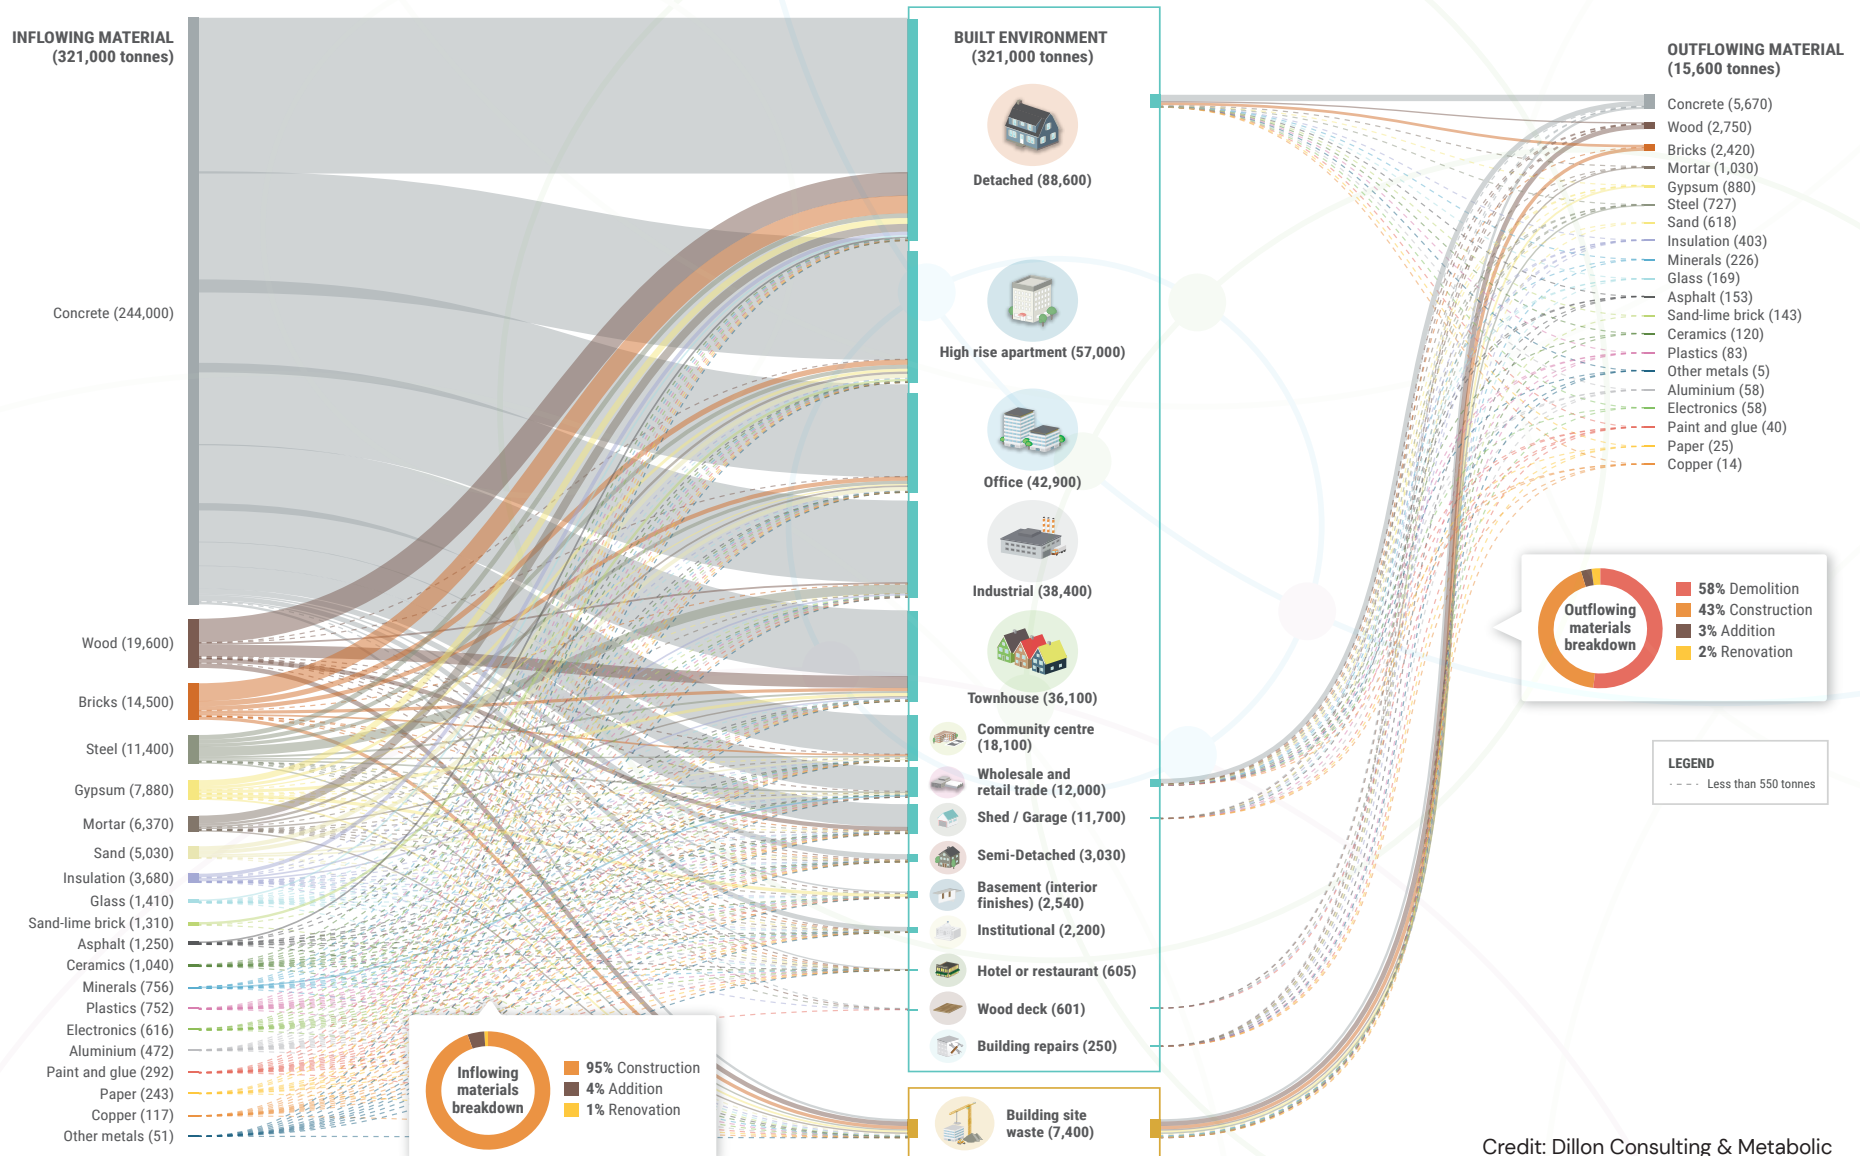 INFLOWING MATERIAL
(321,000 tonnes)
Concrete (244,000)
Wood (19,600)
Bricks (14,500)
Steel (11,400)
Gypsum (7,880)
Mortar (6,370)
Sand (5,030)
Insulation (3,680)
Glass (1,410)
Sand-lime brick (1,310)
Asphalt (1,250)
Ceramics (1,040)
Minerals (756)
Plastics (752)
Electronics (616)
Aluminium (472)
Paint and glue (292)
Paper (243)
Copper (117)
Other metals (51)
Inflowing
materials
breakdown
95% Construction
4% Addition
1% Renovation
BUILT ENVIRONMENT
(321,000 tonnes)
Detached (88,600)
High rise apartment (57,000)
Office (42,900)
Industrial (38,400)
Townhouse (36,100)
Community centre
(18,100)
Wholesale and
retail trade (12,000)
Shed / Garage (11,700)
Semi-Detached (3,030)
Basement (interior
finishes) (2,540)
Institutional (2,200)
Hotel or restaurant (605)
Wood deck (601)
Building repairs (250)
Building site
waste (7,400)
OUTFLOWING MATERIAL
(15,600 tonnes)
Concrete (5,670)
Wood (2,750)
Bricks (2,420)
Mortar (1,030)
Gypsum (880)
Steel (727)
Sand (618)
Insulation (403)
Minerals (226)
Glass (169)
Asphalt (153)
Sand-lime brick (143)
Ceramics (120)
Plastics (83)
Other metals (5)
Aluminium (58)
Electronics (58)
Paint and glue (40)
Paper (25)
Copper (14)
Outflowing
materials
breakdown
58% Demolition
43% Construction
3% Addition
2% Renovation
LEGEND
Less than 550 tonnes
Credit: Dillon Consulting & Metabolic